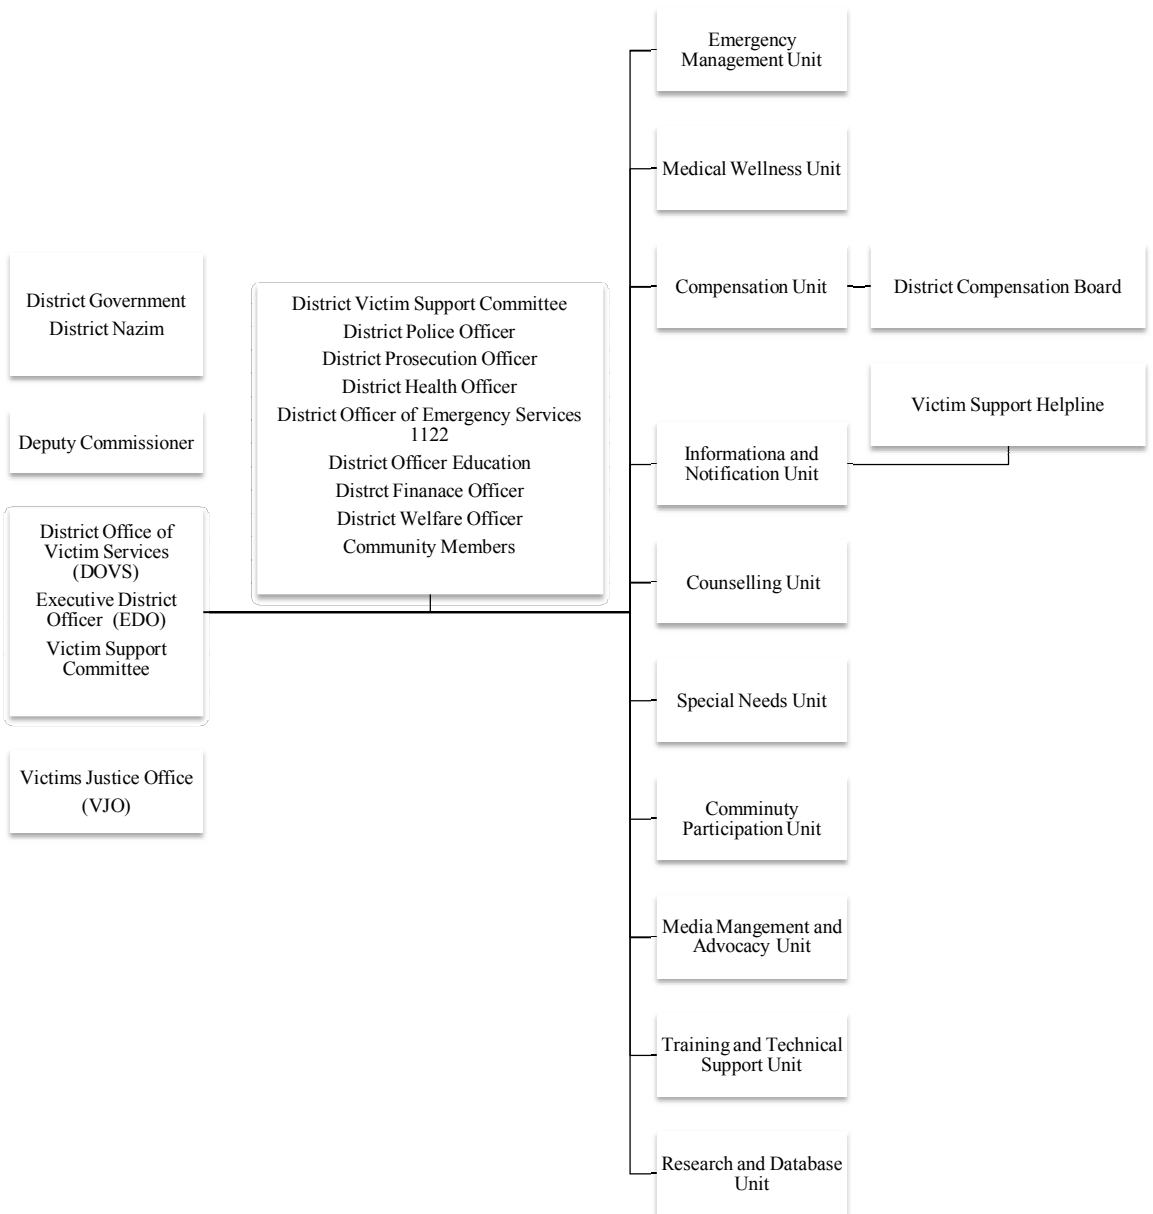 District Government
District Nazim
Deputy Commissioner
District Office of
Victim Services
(DOVS)
Executive District
Officer (EDO)
Victim Support
Committee
Victims Justice Office
(VJO)
District Victim Support Committee
District Police Officer
District Prosecution Officer
District Health Officer
District Officer of Emergency Services
1122
District Officer Education
Distrct Finanace Officer
District Welfare Officer
Community Members
Emergency
Management Unit
Medical Wellness Unit
Compensation Unit
District Compensation Board
Victim Support Helpline
Informationa and
Notification Unit
Counselling Unit
Special Needs Unit
Comminuty
Participation Unit
Media Mangement and
Advocacy Unit
Training and Technical
Support Unit
Research and Database
Unit